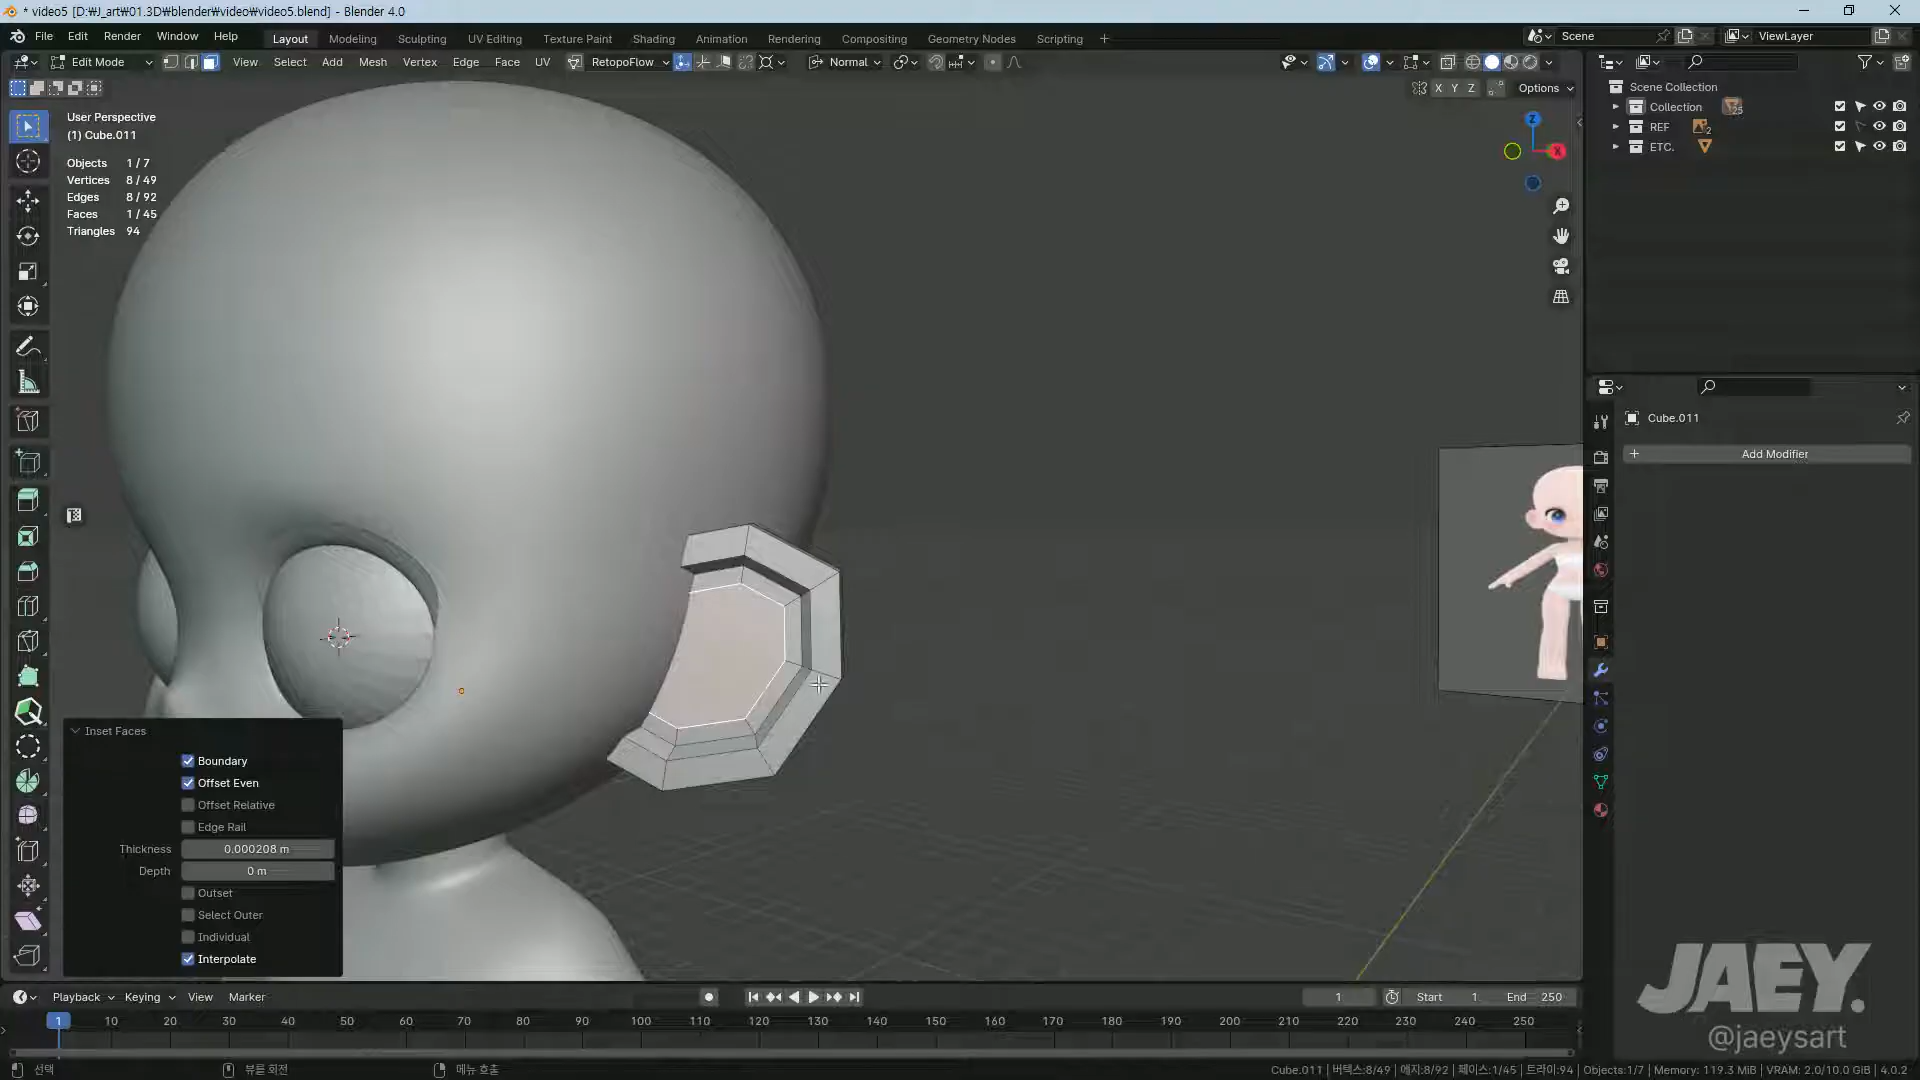 * video5 [D:₩J_art₩01.3D₩blender₩video₩video5.blend] - Blender 4.0
File Edit Render Window Help Layout Modeling Sculpting UV Editing Texture Paint Shading Animation Rendering Compositing Geometry Nodes Scripting + Scene ViewLayer
Edit Mode View Select Add Mesh Vertex Edge Face UV RetopoFlow Normal
X Y Z Options
User Perspective
(1) Cube.011
Objects 1 / 7
Vertices 8 / 49
Edges 8 / 92
Faces 1 / 45
Triangles 94
Z
X
Scene Collection
Collection 25
REF 2
ETC.
Cube.011
+ Add Modifier
Inset Faces
Boundary
Offset Even
Offset Relative
Edge Rail
Thickness 0.000208 m
Depth 0 m
Outset
Select Outer
Individual
Interpolate
Playback Keying View Marker 1 Start 1 End 250
1 10 20 30 40 50 60 70 80 90 100 110 120 130 140 150 160 170 180 190 200 210 220 230 240 250
선택 뷰를 회전 메뉴 호출 Cube.011 | 버텍스:8/49 | 에지:8/92 | 페이스:1/45 | 트라이:94 | Objects:1/7 | Memory: 119.3 MiB | VRAM: 2.0/10.0 GiB | 4.0.2
JAEY.
@jaeysart